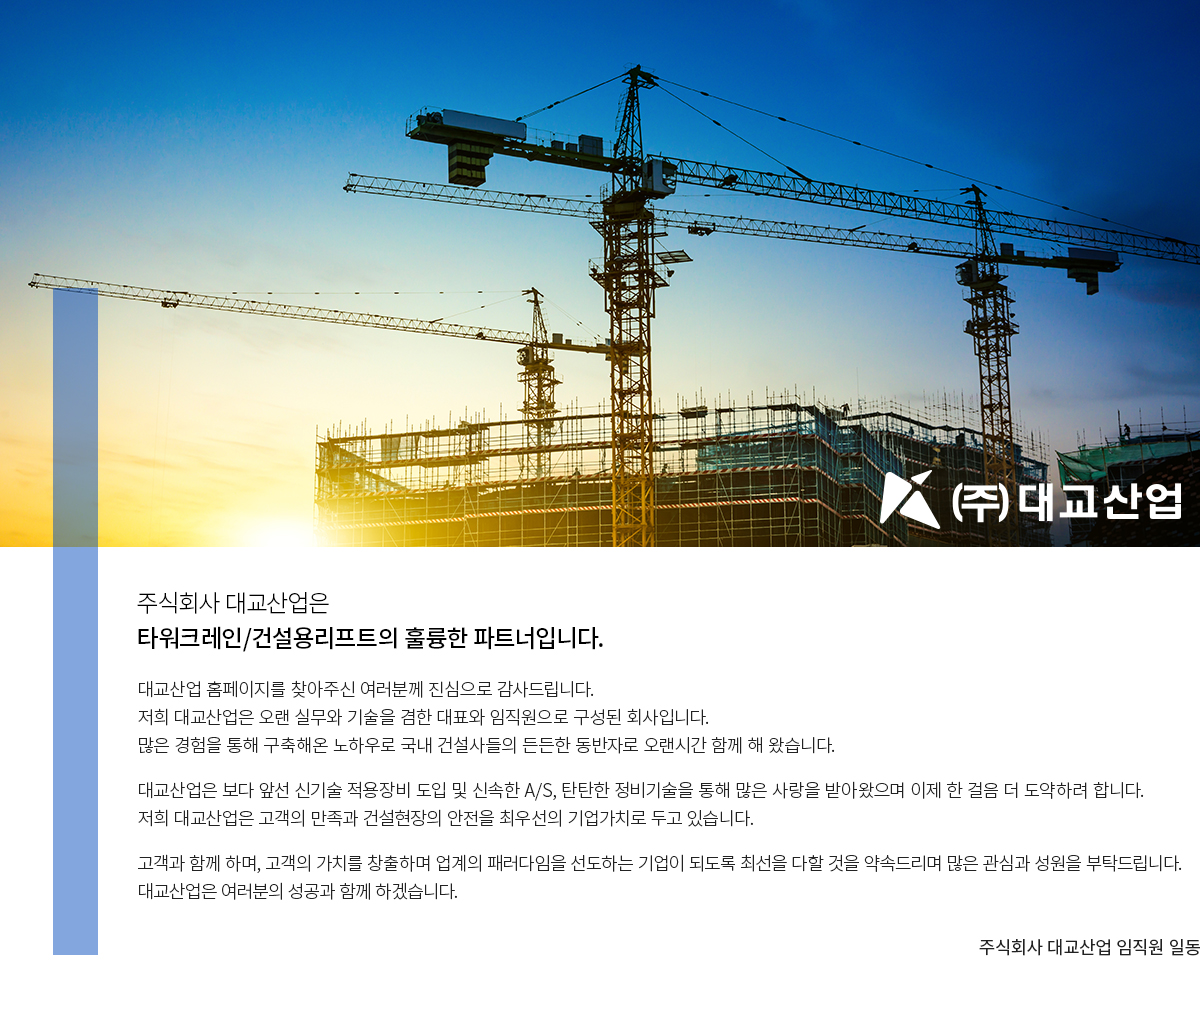 (주)대교산업
주식회사 대교산업은
타워크레인/건설용리프트의 훌륭한 파트너입니다.
대교산업 홈페이지를 찾아주신 여러분께 진심으로 감사드립니다.
저희 대교산업은 오랜 실무와 기술을 겸한 대표와 임직원으로 구성된 회사입니다.
많은 경험을 통해 구축해온 노하우로 국내 건설사들의 든든한 동반자로 오랜시간 함께 해 왔습니다.
대교산업은 보다 앞선 신기술 적용장비 도입 및 신속한 A/S, 탄탄한 정비기술을 통해 많은 사랑을 받아왔으며 이제 한 걸음 더 도약하려 합니다.
저희 대교산업은 고객의 만족과 건설현장의 안전을 최우선의 기업가치로 두고 있습니다.
고객과 함께 하며, 고객의 가치를 창출하며 업계의 패러다임을 선도하는 기업이 되도록 최선을 다할 것을 약속드리며 많은 관심과 성원을 부탁드립니다.
대교산업은 여러분의 성공과 함께 하겠습니다.
주식회사 대교산업 임직원 일동